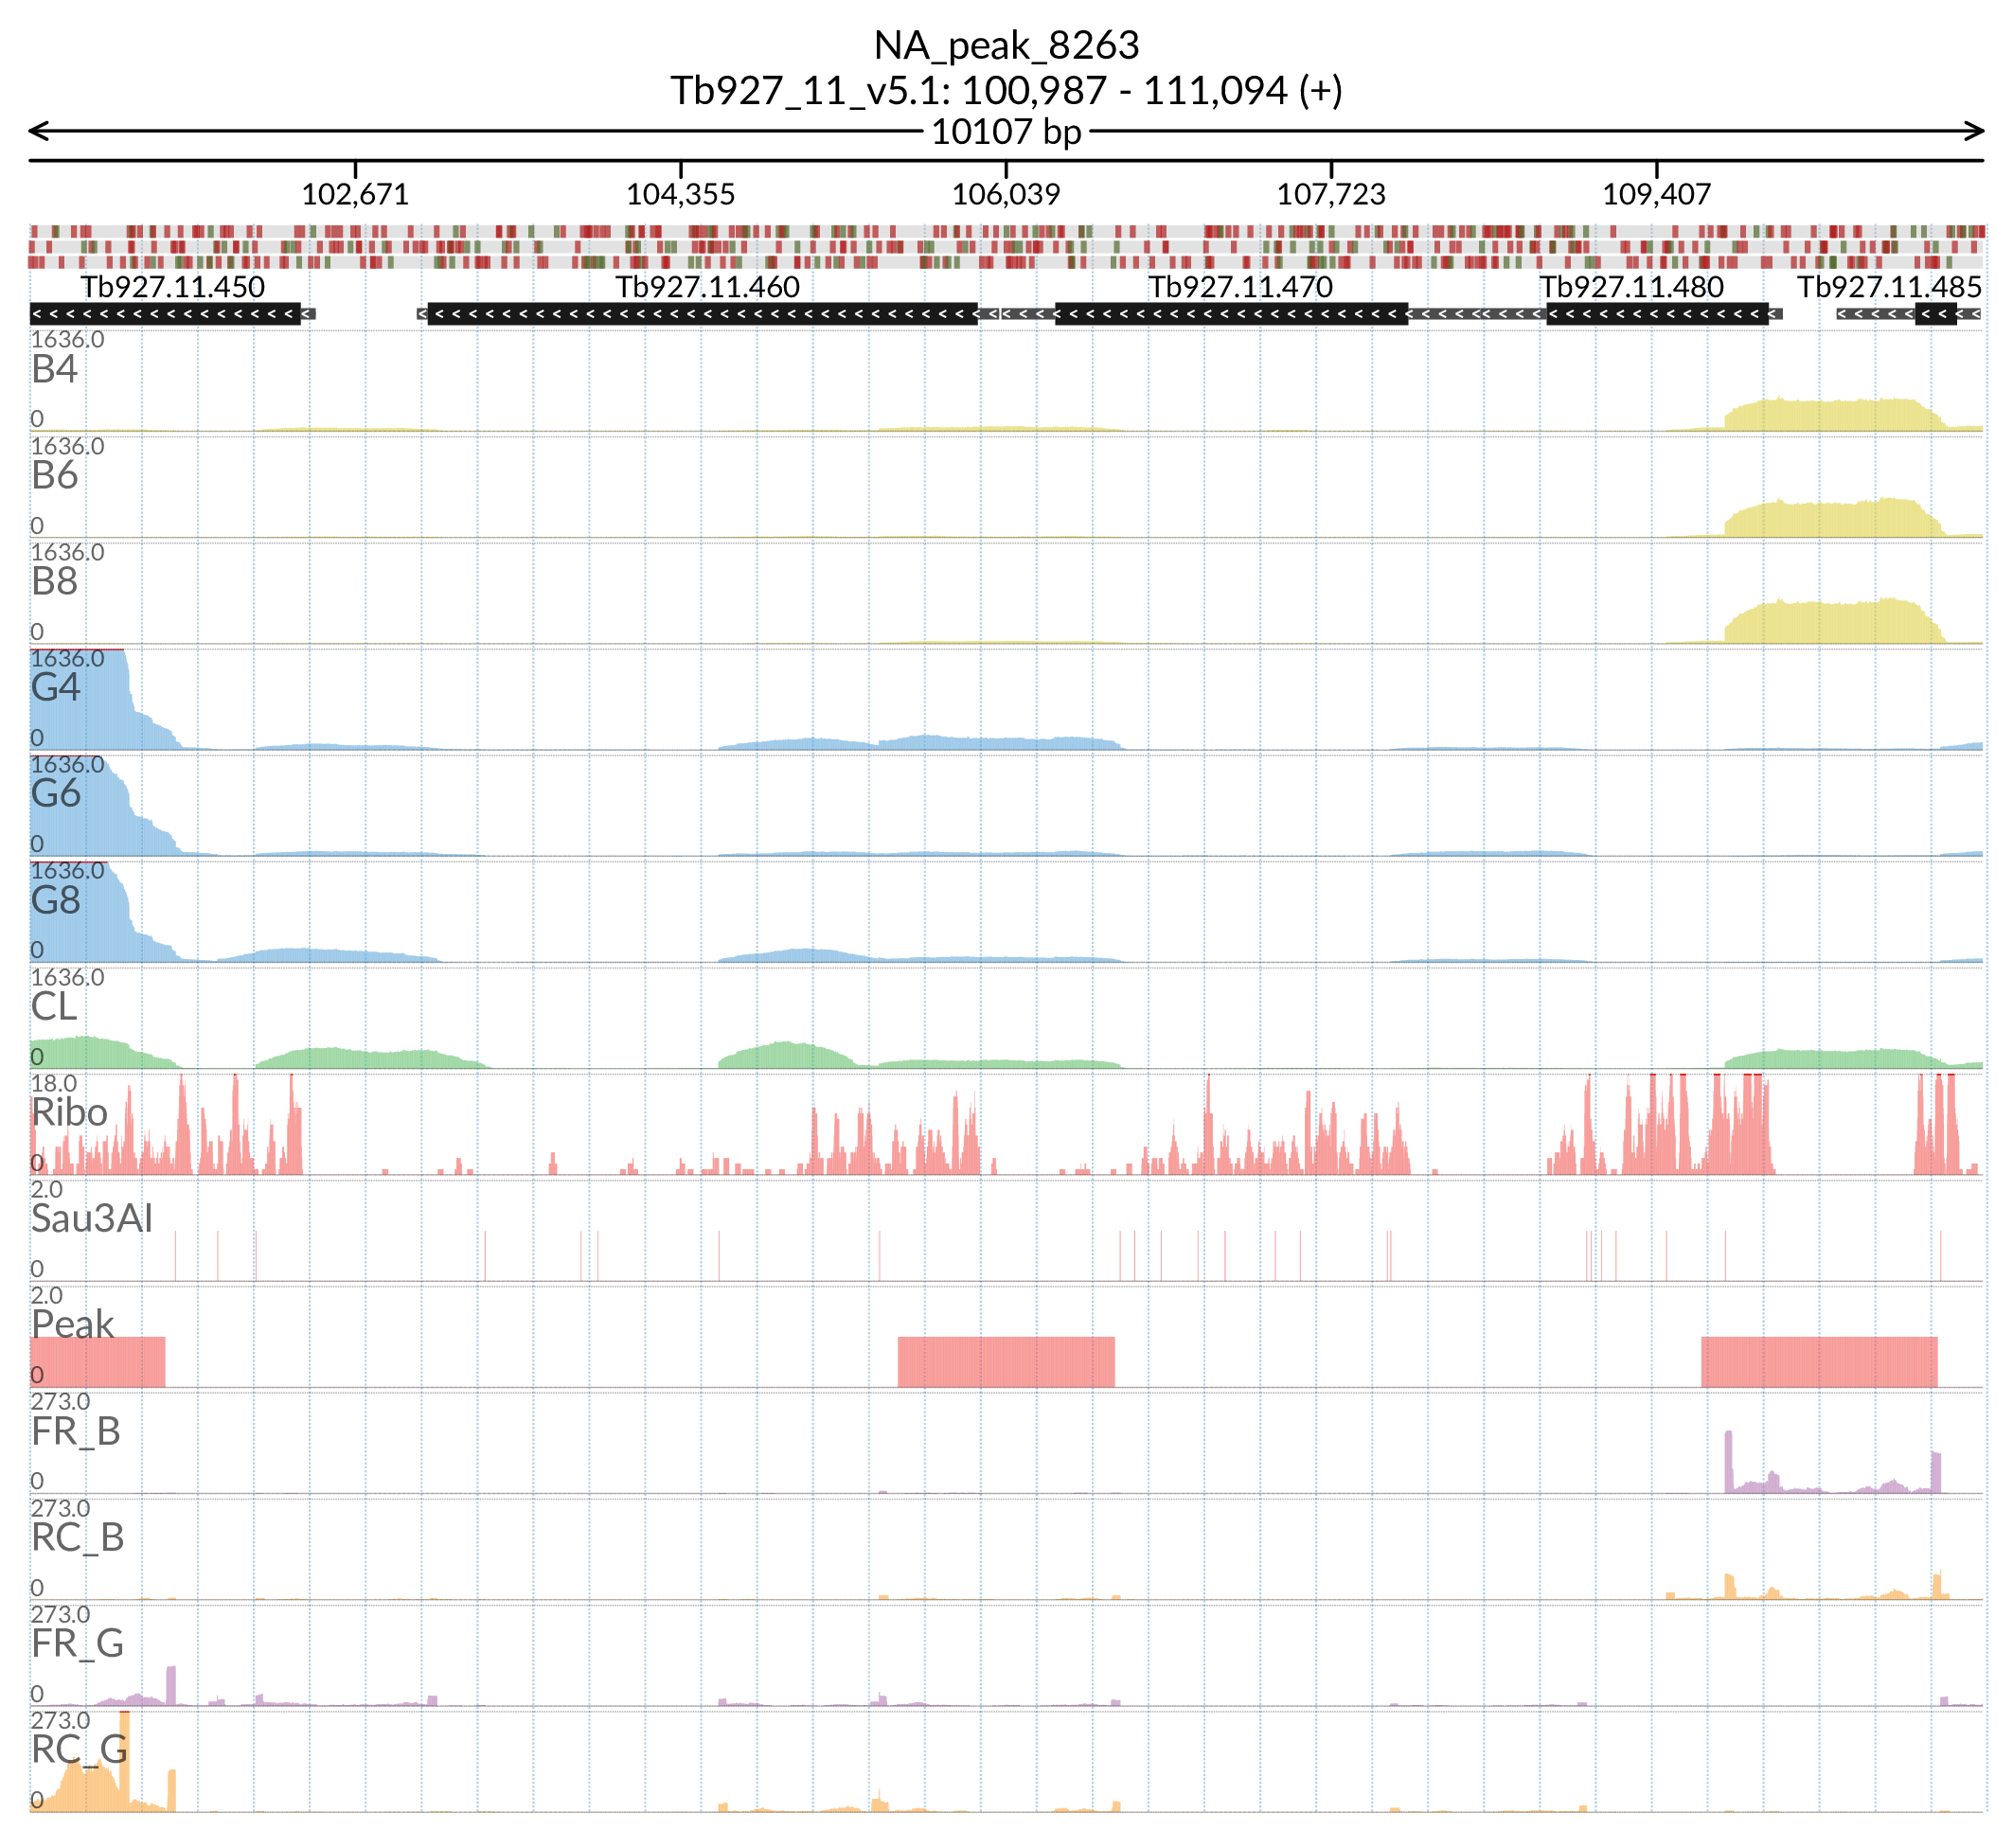 NA_peak_8263
Tb927_11_v5.1: 100,987 - 111,094 (+)
10107 bp
102,671 104,355 106,039 107,723 109,407
Tb927.11.450 Tb927.11.460 Tb927.11.470 Tb927.11.480 Tb927.11.485
1636.0
B4
0
1636.0
B6
0
1636.0
B8
0
1636.0
G4
0
1636.0
G6
0
1636.0
G8
0
1636.0
CL
0
18.0
Ribo
0
2.0
Sau3AI
0
2.0
Peak
0
273.0
FR_B
0
273.0
RC_B
0
273.0
FR_G
0
273.0
RC_G
0